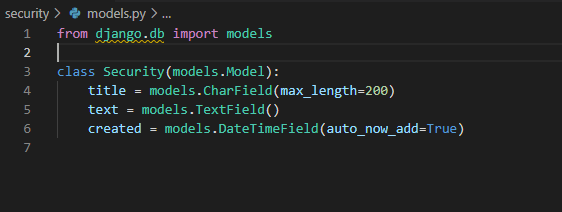 security > models.py > ...
1 from django.db import models
2
3 class Security(models.Model):
4     title = models.CharField(max_length=200)
5     text = models.TextField()
6     created = models.DateTimeField(auto_now_add=True)
7